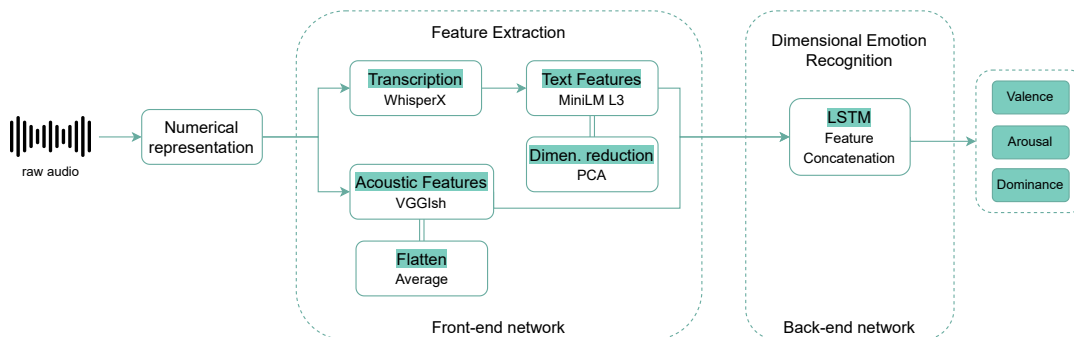 raw audio
Numerical
representation
Feature Extraction
Transcription
WhisperX
Text Features
MiniLM L3
Dimen. reduction
PCA
Acoustic Features
VGGIsh
Flatten
Average
Front-end network
Dimensional Emotion
Recognition
LSTM
Feature
Concatenation
Back-end network
Valence
Arousal
Dominance